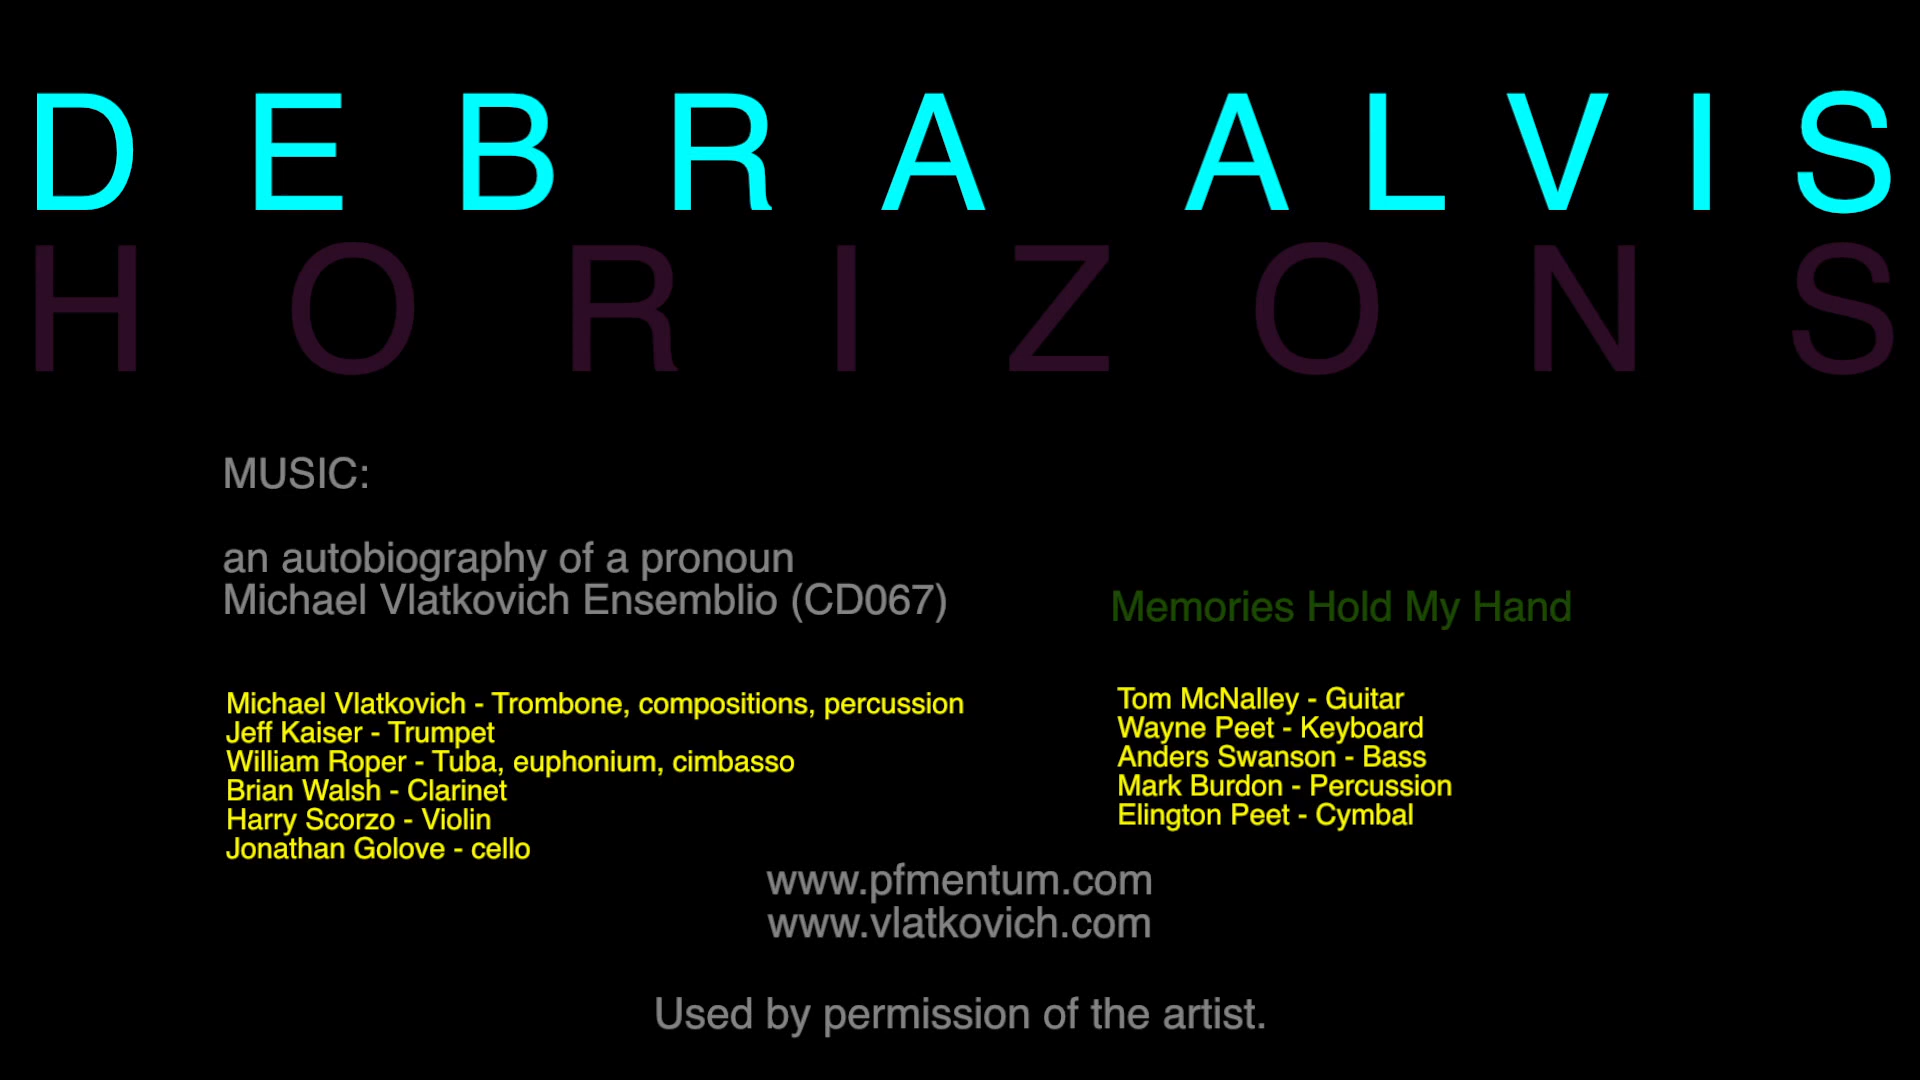 DEBRA ALVIS
HORIZONS
MUSIC:
an autobiography of a pronoun
Michael Vlatkovich Ensemblio (CD067)
Memories Hold My Hand
Michael Vlatkovich - Trombone, compositions, percussion
Jeff Kaiser - Trumpet
William Roper - Tuba, euphonium, cimbasso
Brian Walsh - Clarinet
Harry Scorzo - Violin
Jonathan Golove - cello
Tom McNalley - Guitar
Wayne Peet - Keyboard
Anders Swanson - Bass
Mark Burdon - Percussion
Elington Peet - Cymbal
www.pfmentum.com
www.vlatkovich.com
Used by permission of the artist.